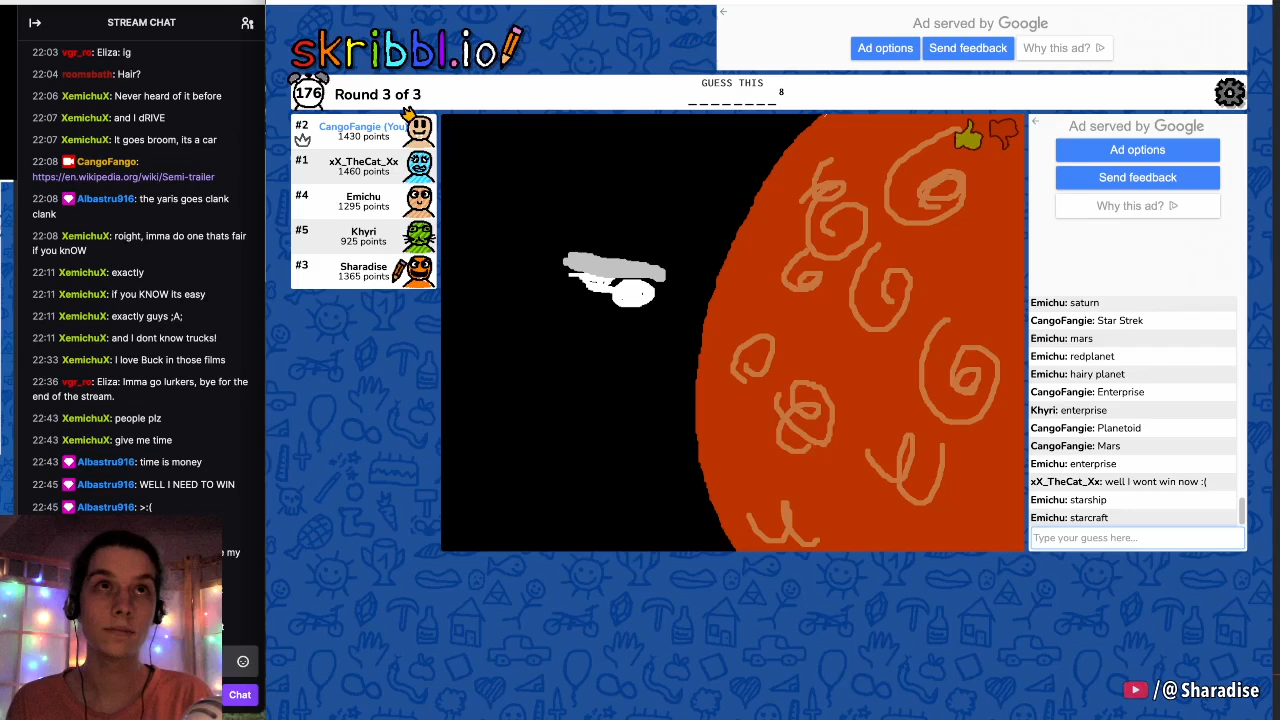 STREAM CHAT
22:03 vgr_re: Eliza: ig
22:04 roomsbath: Hair?
22:26 XemichuX: Never heard of it before
22:07 XemichuX: and I dRIVE
22:07 XemichuX: It goes broom, its a car
22:08 CangoFango:
https://en.wikipedia.org/wiki/Semi-trailer
22:08 Albastru916: the yaris goes clank
clank
22:08 XemichuX: roight, imma do one thats fair
if you knOW
22:11 XemichuX: exactly
22:11 XemichuX: if you KNOW its easy
22:11 XemichuX: exactly guys ;A;
22:11 XemichuX: and I dont know trucks!
22:33 XemichuX: I love Buck in those films
22:36 vgr_re: Eliza: Imma go lurkers, bye for the
end of the stream.
22:43 XemichuX: people plz
22:43 XemichuX: give me time
22:43 Albastru916: time is money
22:45 Albastru916: WELL I NEED TO WIN
22:45 Albastru916: >:(
e my
Chat
skribbl.io
Ad served by Google
Ad options
Send feedback
Why this ad?
176
Round 3 of 3
GUESS THIS
_________ 8
#2
CangoFangie (You)
1430 points
#1
xX_TheCat_Xx
1460 points
#4
Emichu
1295 points
#5
Khyri
925 points
#3
Sharadise
1365 points
Ad served by Google
Ad options
Send feedback
Why this ad?
Emichu: saturn
CangoFangie: Star Strek
Emichu: mars
Emichu: redplanet
Emichu: hairy planet
CangoFangie: Enterprise
Khyri: enterprise
CangoFangie: Planetoid
CangoFangie: Mars
Emichu: enterprise
xX_TheCat_Xx: well I wont win now :(
Emichu: starship
Emichu: starcraft
Type your guess here...
/@Sharadise